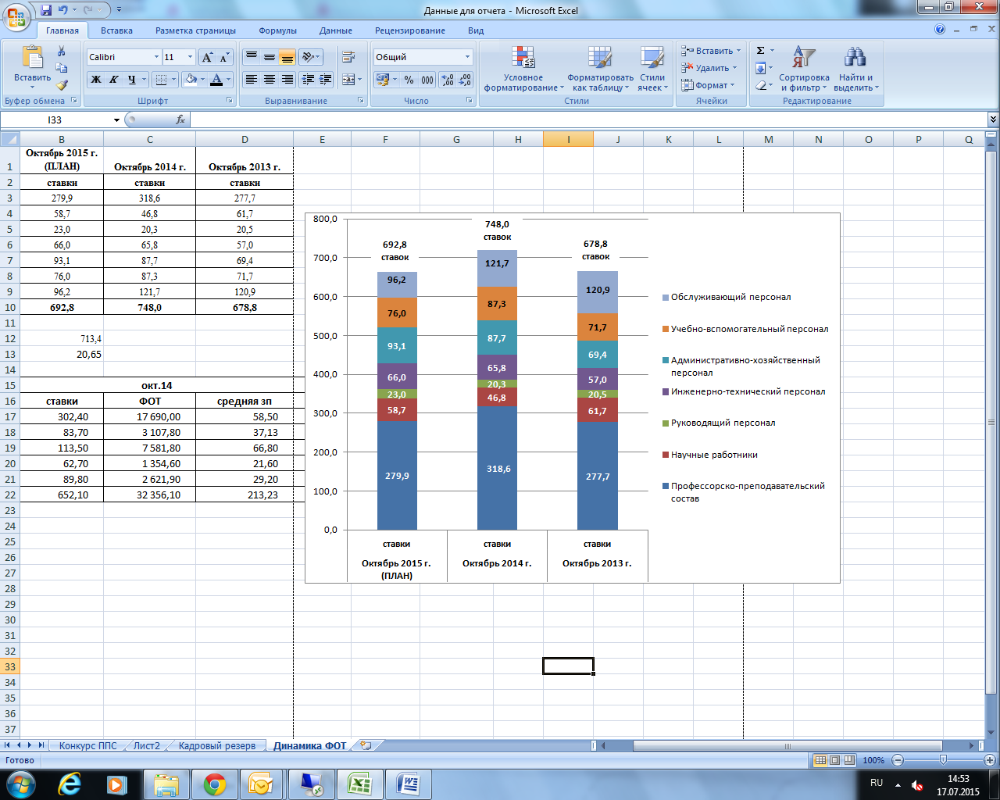 Данные для отчета - Microsoft Excel
Главная Вставка Разметка страницы Формулы Данные Рецензирование Вид
Вставить
Буфер обмена
Calibri 11
Ж К Ч
Шрифт
Выравнивание
Общий
% 000
Число
Условное форматирование
Форматировать как таблицу
Стили ячеек
Стили
Вставить
Удалить
Формат
Ячейки
Сортировка и фильтр
Найти и выделить
Редактирование
I33 fx
B C D E F G H I J K L M N O P Q
1 Октябрь 2015 г. (ПЛАН) Октябрь 2014 г. Октябрь 2013 г.
2 ставки ставки ставки
3 279,9 318,6 277,7
4 58,7 46,8 61,7
5 23,0 20,3 20,5
6 66,0 65,8 57,0
7 93,1 87,7 69,4
8 76,0 87,3 71,7
9 96,2 121,7 120,9
10 692,8 748,0 678,8
11
12 713,4
13 20,65
14
15 окт.14
16 ставки ФОТ средняя зп
17 302,40 17 690,00 58,50
18 83,70 3 107,80 37,13
19 113,50 7 581,80 66,80
20 62,70 1 354,60 21,60
21 89,80 2 621,90 29,20
22 652,10 32 356,10 213,23
23
24
25
26
27
28
29
30
31
32
33
34
35
36
37
800,0
700,0
600,0
500,0
400,0
300,0
200,0
100,0
0,0
692,8 ставок
96,2
76,0
93,1
66,0
23,0
58,7
279,9
748,0 ставок
121,7
87,3
87,7
65,8
20,3
46,8
318,6
678,8 ставок
120,9
71,7
69,4
57,0
20,5
61,7
277,7
ставки ставки ставки
Октябрь 2015 г. (ПЛАН) Октябрь 2014 г. Октябрь 2013 г.
Обслуживающий персонал
Учебно-вспомогательный персонал
Административно-хозяйственный
персонал
Инженерно-технический персонал
Руководящий персонал
Научные работники
Профессорско-преподавательский
состав
Конкурс ППС Лист2 Кадровый резерв Динамика ФОТ
Готово 100%
RU 14:53
17.07.2015